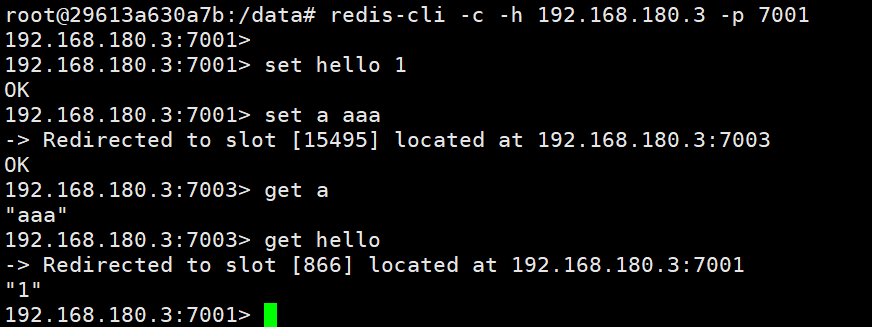 root@29613a630a7b:/data# redis-cli -c -h 192.168.180.3 -p 7001
192.168.180.3:7001>
192.168.180.3:7001> set hello 1
OK
192.168.180.3:7001> set a aaa
-> Redirected to slot [15495] located at 192.168.180.3:7003
OK
192.168.180.3:7003> get a
"aaa"
192.168.180.3:7003> get hello
-> Redirected to slot [866] located at 192.168.180.3:7001
"1"
192.168.180.3:7001>